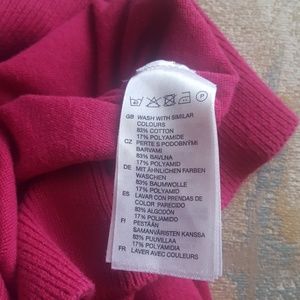 P
GB WASH WITH SIMILAR
COLOURS
83% COTTON
17% POLYAMIDE
CZ PERTE S PODOBNÝMI
BARVAMI
83% BAVLNA
17% POLYAMID
DE MIT ÄHNLICHEN FARBEN
WASCHEN
83% BAUMWOLLE
17% POLYAMID
ES LAVAR CON PRENDAS DE
COLOR PARECIDO
83% ALGODÓN
17% POLIAMIDO
FI PESTÄÄN
SAMANVÄRISTEN KANSSA
83% PUUVILLAA
17% POLYAMIDIA
FR LAVER AVEC COULEURS